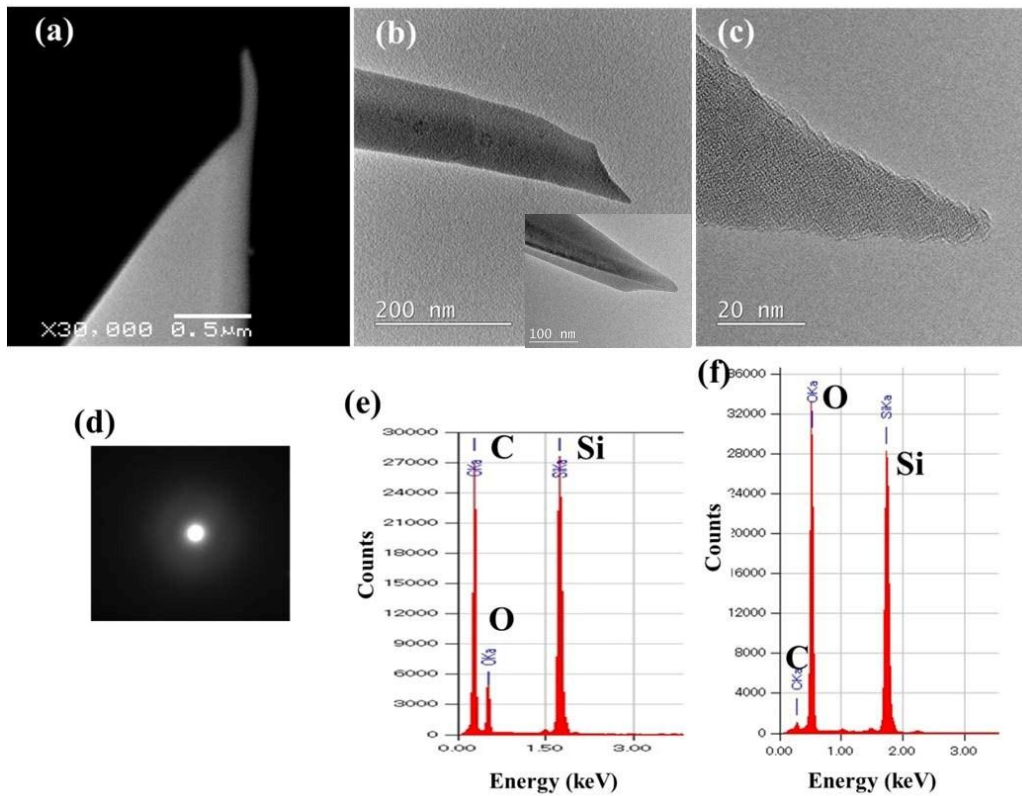 (a)
X30,000 0.5μm
(b)
200 nm
100 nm
(c)
20 nm
(d)
(e)
30000
27000
24000
21000
18000
15000
12000
9000
6000
3000
0
0.00 1.50 3.00
Counts
Energy (keV)
C
CKa
O
OKa
Si
SiKa
(f)
36000
32000
28000
24000
20000
16000
12000
8000
4000
0
0.00 1.00 2.00 3.00
Counts
Energy (keV)
C
CKa
O
OKa
Si
SiKa